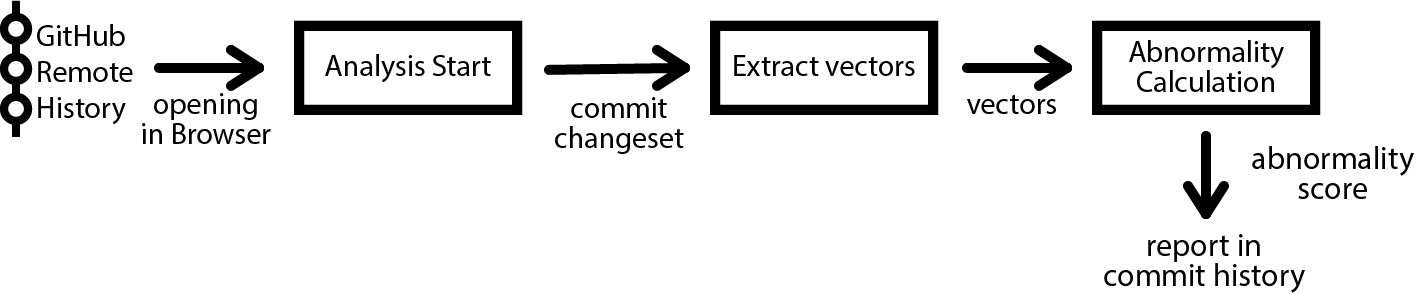 GitHub
Remote
History
opening
in Browser
Analysis Start
commit
changeset
Extract vectors
vectors
Abnormality
Calculation
abnormality
score
report in
commit history